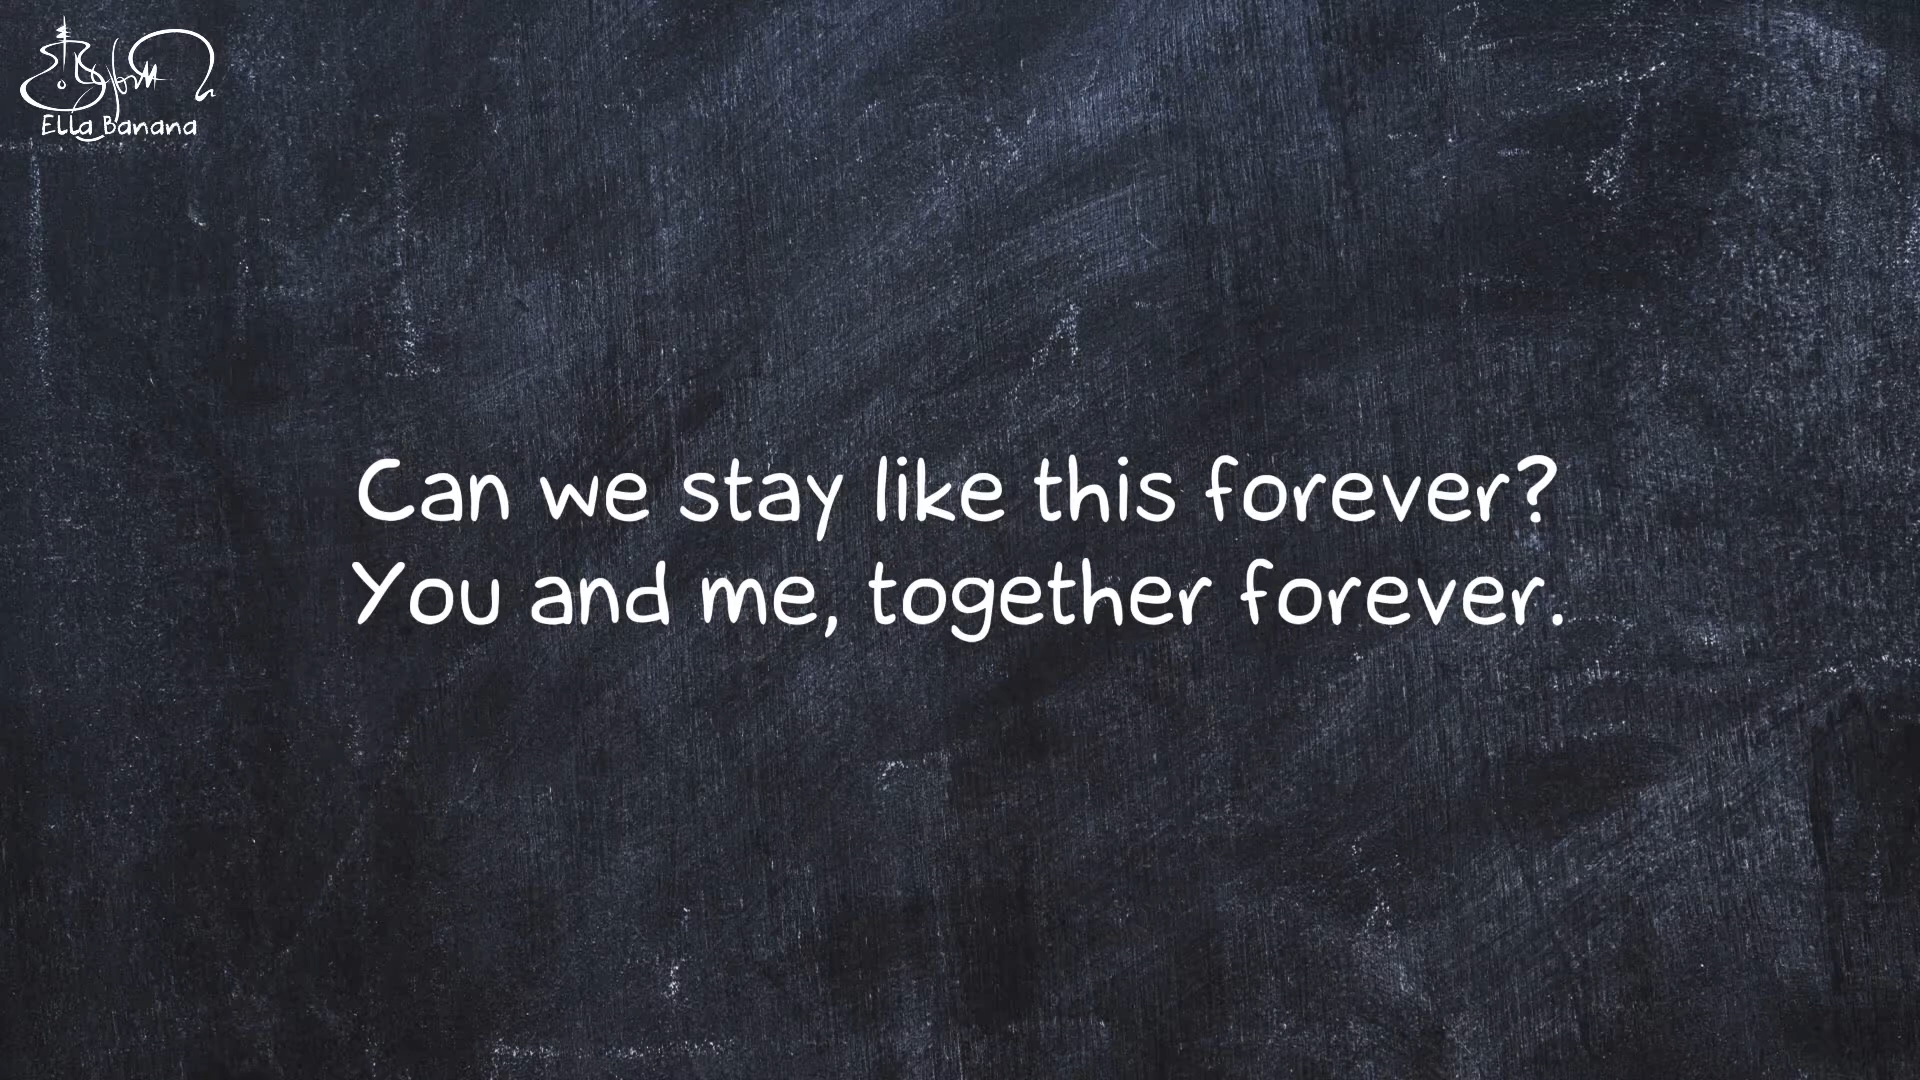 Ella Banana
Can we stay like this forever?
You and me, together forever.